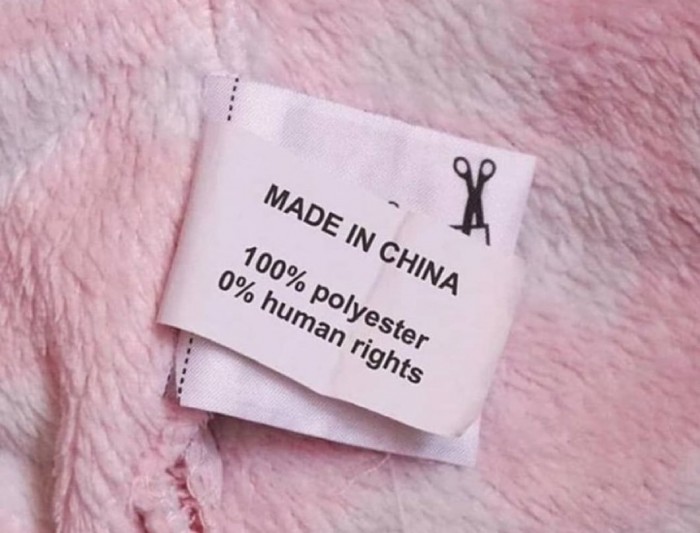 MADE IN CHINA
100% polyester
0% human rights